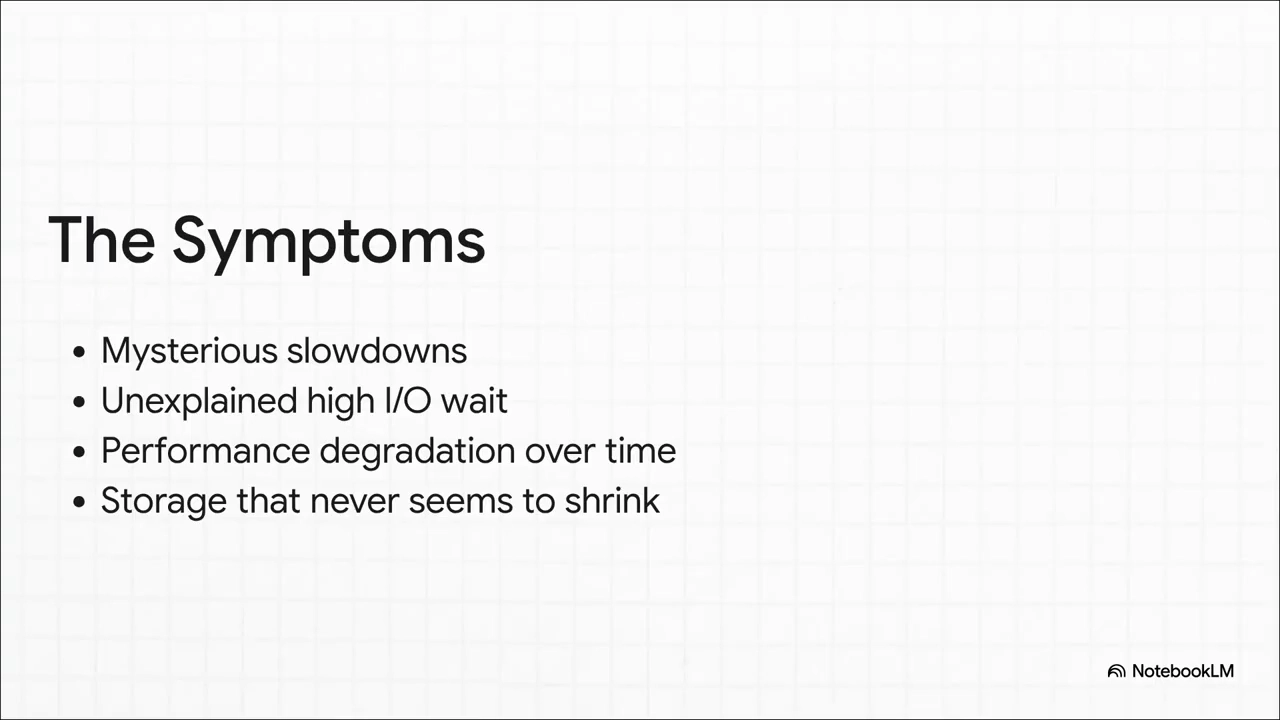 The Symptoms
• Mysterious slowdowns
• Unexplained high I/O wait
• Performance degradation over time
• Storage that never seems to shrink
NotebookLM